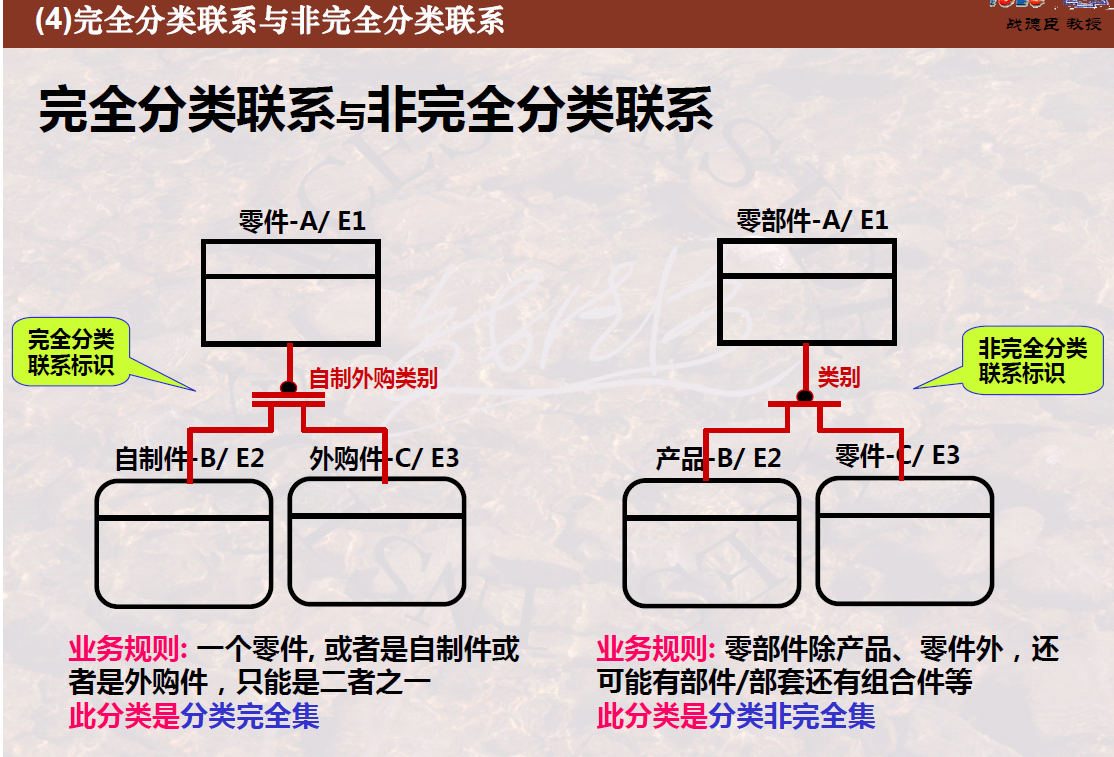 (4)完全分类联系与非完全分类联系
战德臣 教授
完全分类联系与非完全分类联系
零件-A/ E1
零部件-A/ E1
完全分类
联系标识
自制外购类别
类别
非完全分类
联系标识
自制件-B/ E2
外购件-C/ E3
产品-B/ E2
零件-C/ E3
业务规则: 一个零件, 或者是自制件或
者是外购件，只能是二者之一
此分类是分类完全集
业务规则: 零部件除产品、零件外，还
可能有部件/部套还有组合件等
此分类是分类非完全集